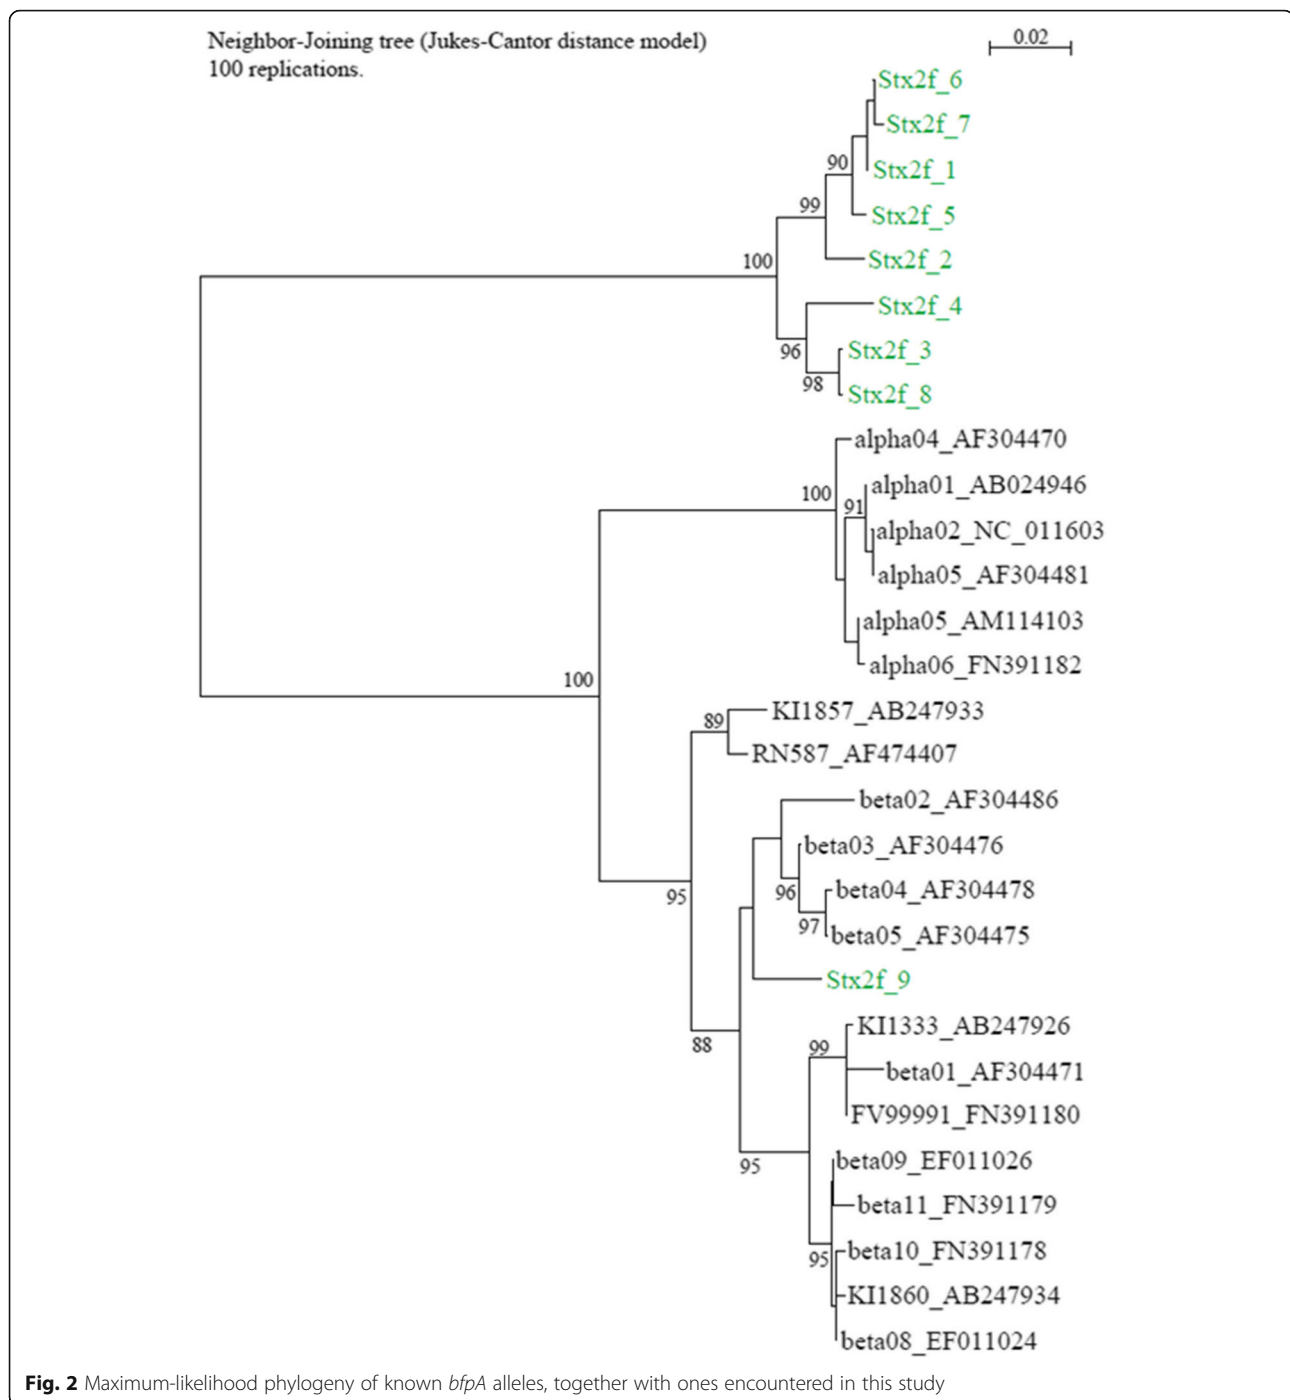 Neighbor-Joining tree (Jukes-Cantor distance model)
100 replications.
0.02
Stx2f_6
Stx2f_7
90
Stx2f_1
99
Stx2f_5
100
Stx2f_2
Stx2f_4
96
Stx2f_3
98
Stx2f_8
alpha04_AF304470
100
alpha01_AB024946
91
alpha02_NC_011603
alpha05_AF304481
alpha05_AM114103
alpha06_FN391182
100
KI1857_AB247933
89
RN587_AF474407
beta02_AF304486
beta03_AF304476
96
beta04_AF304478
95
97
beta05_AF304475
Stx2f_9
KI1333_AB247926
88
99
beta01_AF304471
FV99991_FN391180
95
beta09_EF011026
beta11_FN391179
beta10_FN391178
95
KI1860_AB247934
beta08_EF011024
Fig. 2 Maximum-likelihood phylogeny of known bfpA alleles, together with ones encountered in this study